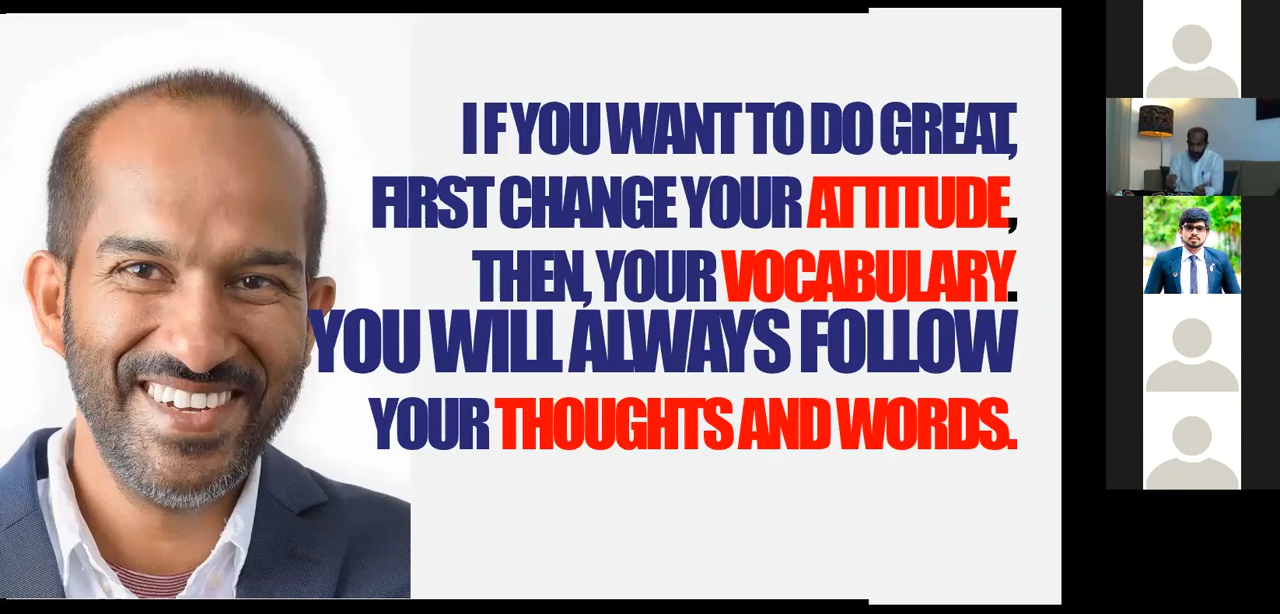 I F YOU WANT TO DO GREAT,
FIRST CHANGE YOUR ATTITUDE,
THEN, YOUR VOCABULARY.
YOU WILL ALWAYS FOLLOW
YOUR THOUGHTS AND WORDS.